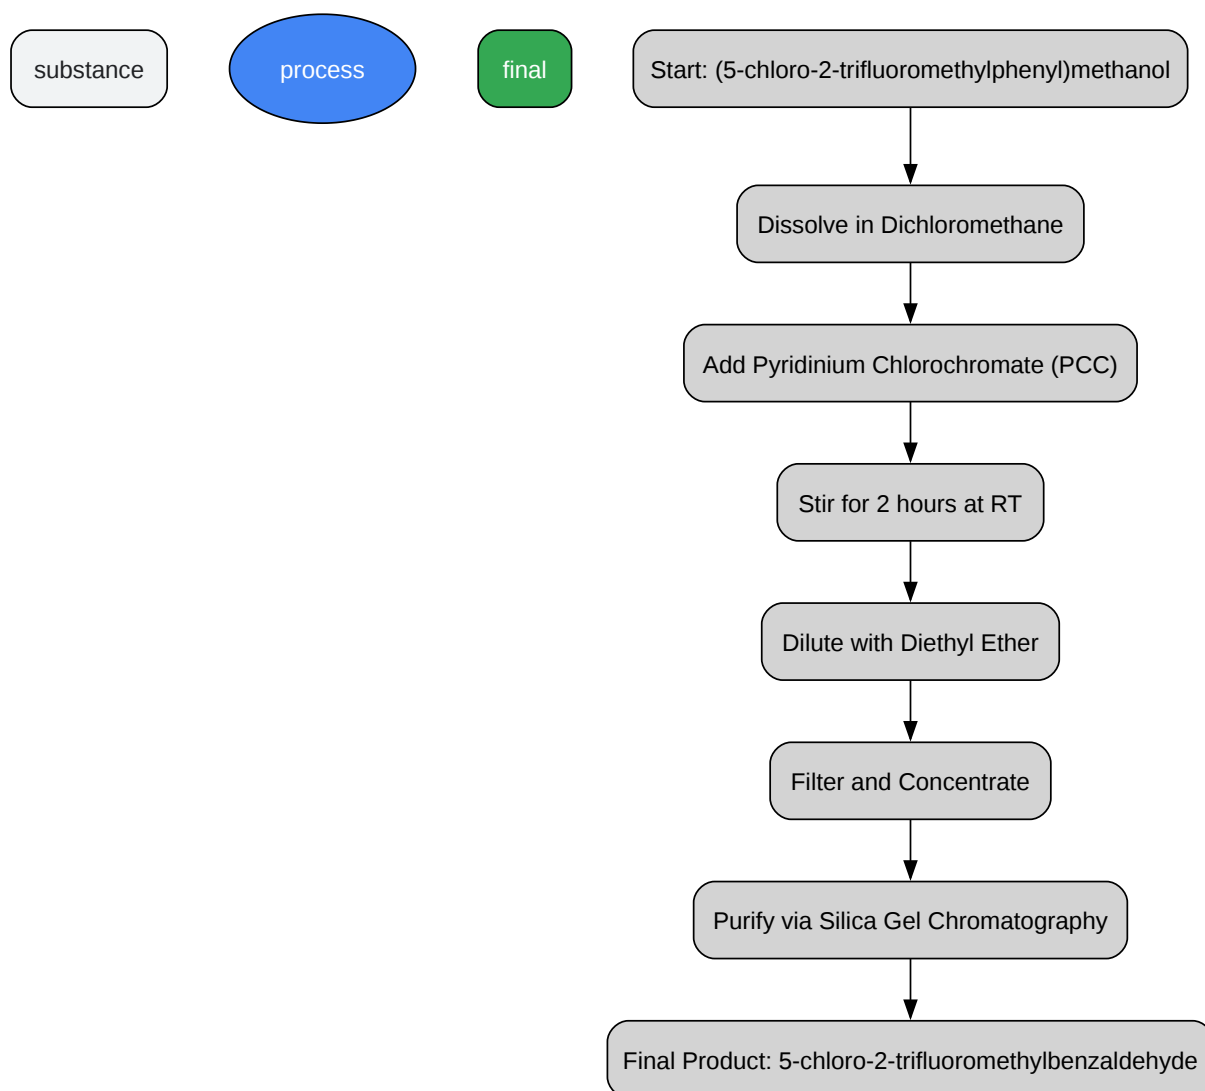 substance
process
final
Start: (5-chloro-2-trifluoromethylphenyl)methanol
Dissolve in Dichloromethane
Add Pyridinium Chlorochromate (PCC)
Stir for 2 hours at RT
Dilute with Diethyl Ether
Filter and Concentrate
Purify via Silica Gel Chromatography
Final Product: 5-chloro-2-trifluoromethylbenzaldehyde